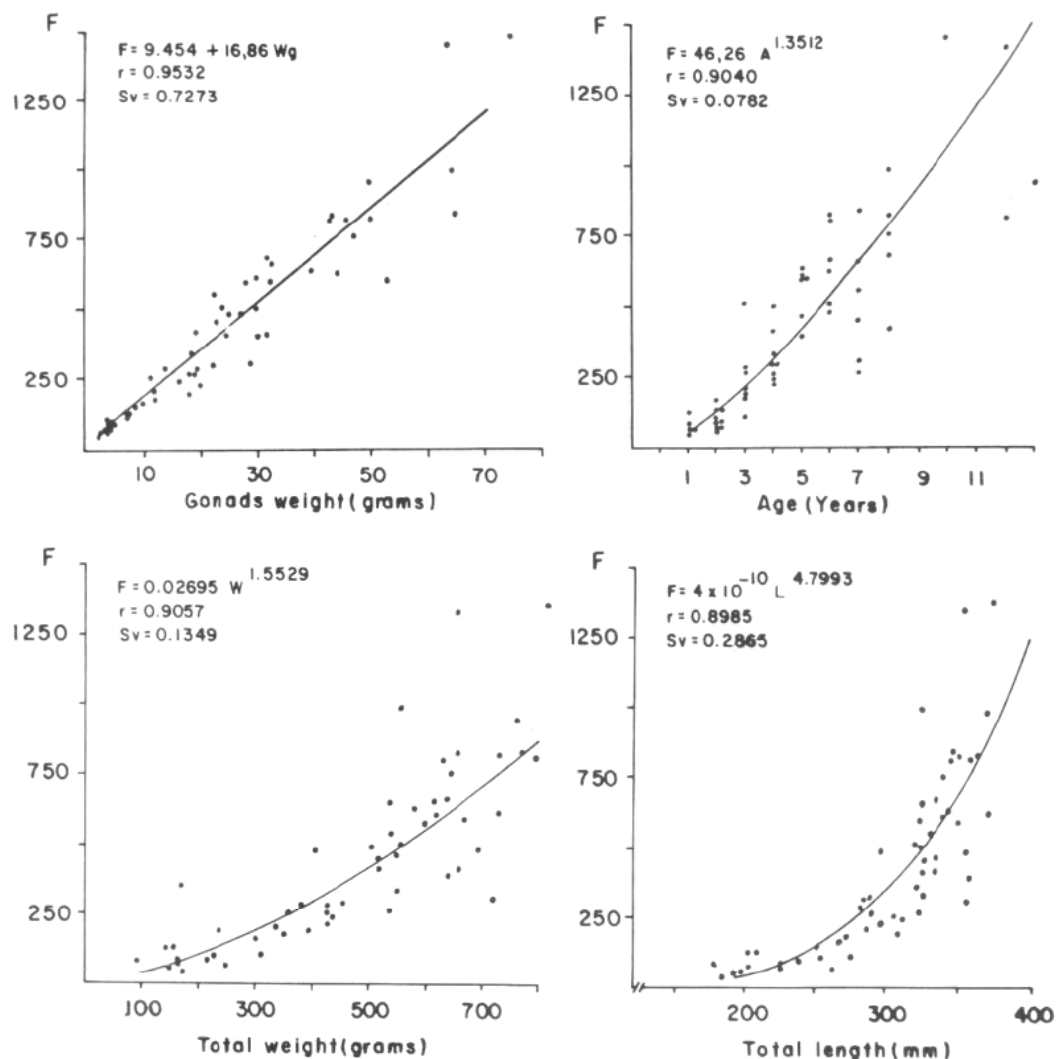 F
F = 9.454 + 16,86 Wg
r = 0.9532
Sv = 0.7273
1250
750
250
10 30 50 70
Gonads weight (grams)
F
F = 46,26 A 1.3512
r = 0.9040
Sv = 0.0782
1250
750
250
1 3 5 7 9 11
Age (Years)
F
F = 0.02695 W 1.5529
r = 0.9057
Sv = 0.1349
1250
750
250
100 300 500 700
Total weight (grams)
F
F = 4 x 10 -10 L 4.7993
r = 0.8985
Sv = 0.2865
1250
750
250
200 300 400
Total length (mm)